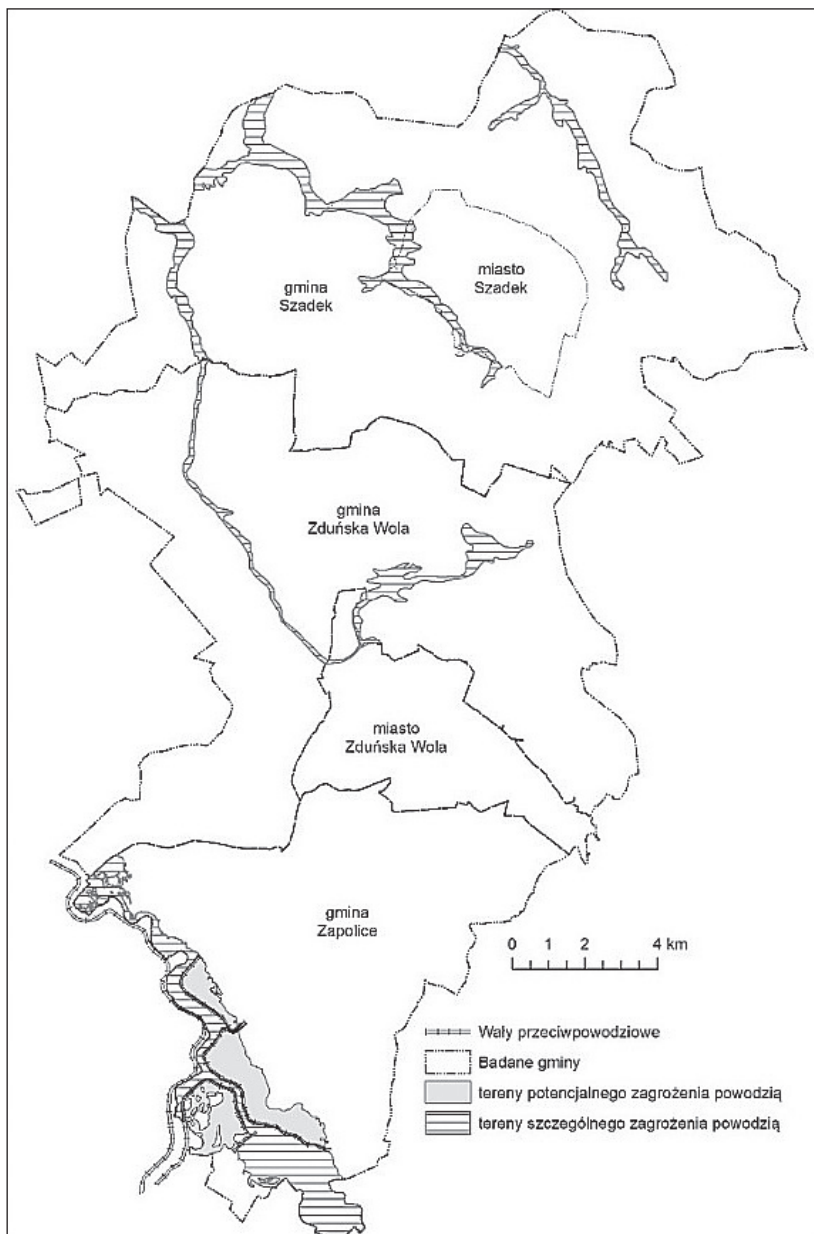 miasto
Szadek
gmina
Szadek
gmina
Zduńska Wola
miasto
Zduńska Wola
gmina
Zapolice
0 1 2 4 km
Wały przeciwpowodziowe
Badane gminy
tereny potencjalnego zagrożenia powodzią
tereny szczególnego zagrożenia powodzią